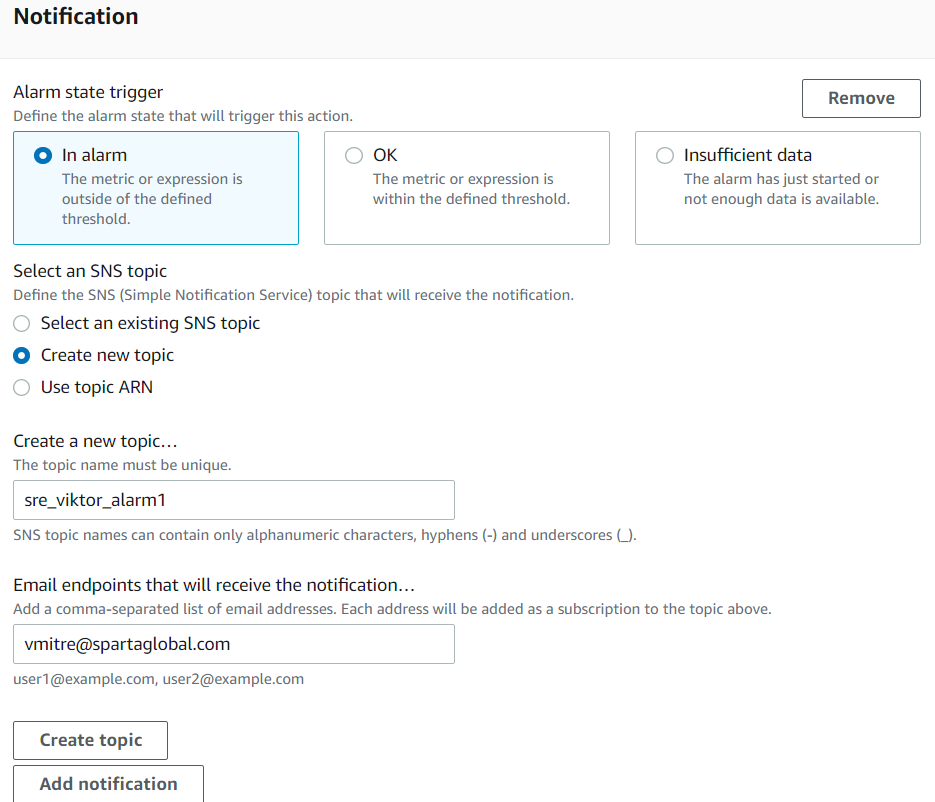 Notification
Alarm state trigger
Define the alarm state that will trigger this action.
Remove
In alarm
The metric or expression is
outside of the defined
threshold.
OK
The metric or expression is
within the defined threshold.
Insufficient data
The alarm has just started or
not enough data is available.
Select an SNS topic
Define the SNS (Simple Notification Service) topic that will receive the notification.
Select an existing SNS topic
Create new topic
Use topic ARN
Create a new topic…
The topic name must be unique.
sre_viktor_alarm1
SNS topic names can contain only alphanumeric characters, hyphens (-) and underscores (_).
Email endpoints that will receive the notification…
Add a comma-separated list of email addresses. Each address will be added as a subscription to the topic above.
vmitre@spartaglobal.com
user1@example.com, user2@example.com
Create topic
Add notification